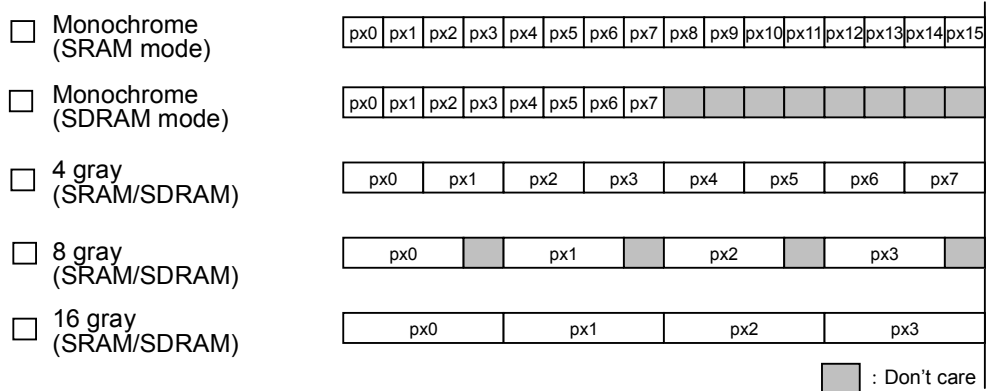 Monochrome
(SRAM mode)
px0 px1 px2 px3 px4 px5 px6 px7 px8 px9 px10 px11 px12 px13 px14 px15
Monochrome
(SDRAM mode)
px0 px1 px2 px3 px4 px5 px6 px7
4 gray
(SRAM/SDRAM)
px0 px1 px2 px3 px4 px5 px6 px7
8 gray
(SRAM/SDRAM)
px0 px1 px2 px3
16 gray
(SRAM/SDRAM)
px0 px1 px2 px3
: Don't care